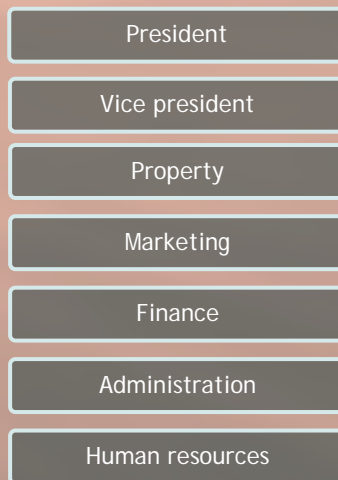 President
Vice president
Property
Marketing
Finance
Administration
Human resources